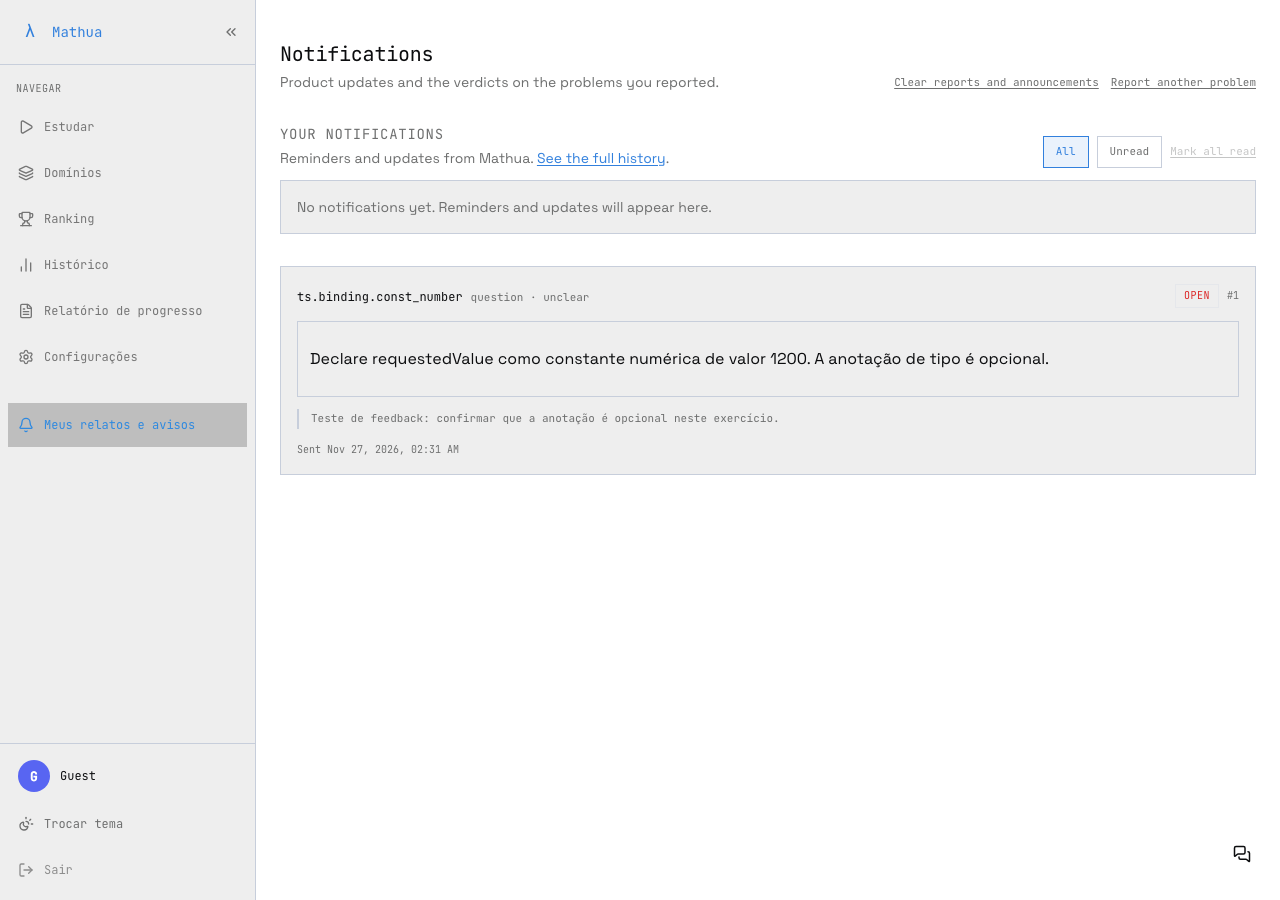 λ Mathua
NAVEGAR
Estudar
Domínios
Ranking
Histórico
Relatório de progresso
Configurações
Meus relatos e avisos
G Guest
Trocar tema
Sair
Notifications
Product updates and the verdicts on the problems you reported.
Clear reports and announcements Report another problem
YOUR NOTIFICATIONS
Reminders and updates from Mathua. See the full history.
All Unread Mark all read
No notifications yet. Reminders and updates will appear here.
ts.binding.const_number question · unclear OPEN #1
Declare requestedValue como constante numérica de valor 1200. A anotação de tipo é opcional.
Teste de feedback: confirmar que a anotação é opcional neste exercício.
Sent Nov 27, 2026, 02:31 AM